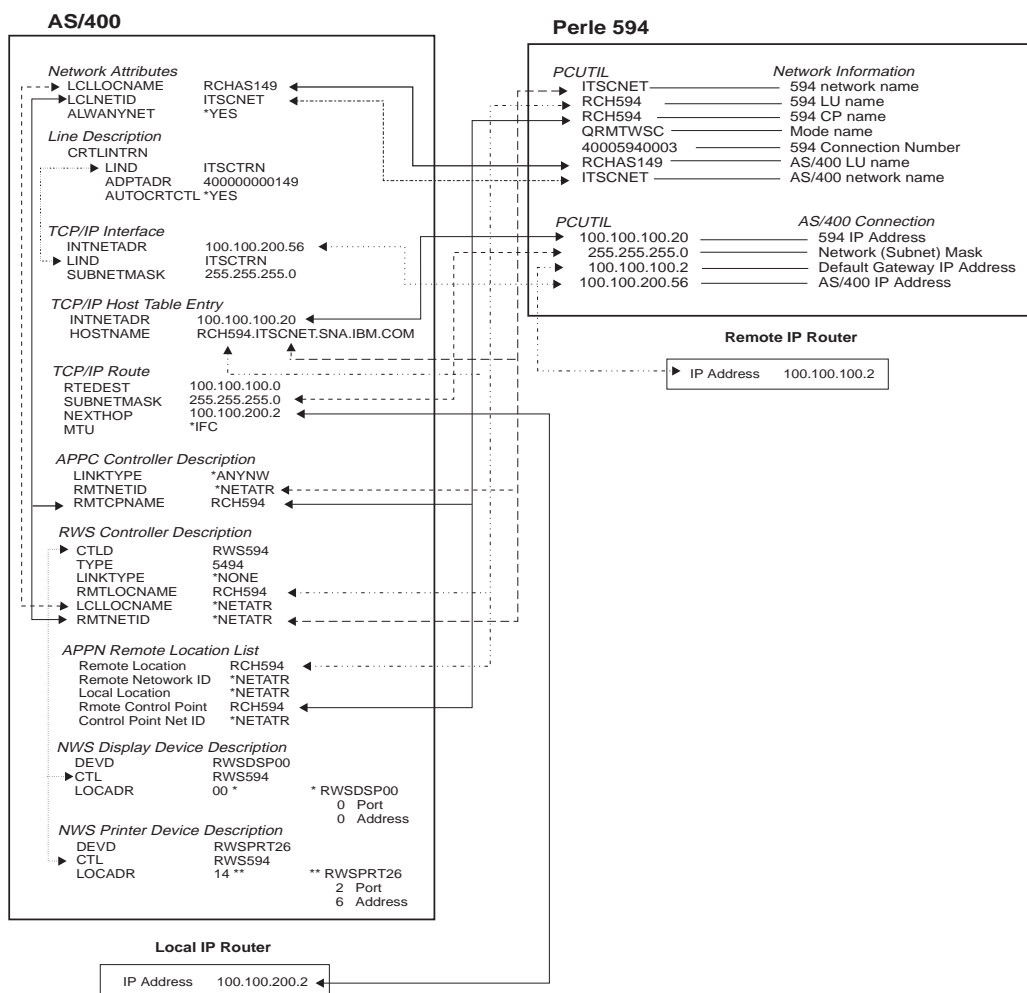 AS/400
Network Attributes
LCLLOCNAME RCHAS149
LCLNETID ITSCNET
ALWANYNET *YES
Line Description
CRTLINTRN
LIND ITSCTRN
ADPTADR 400000000149
AUTOCRTCTL *YES
TCP/IP Interface
INTNETADR 100.100.200.56
LIND ITSCTRN
SUBNETMASK 255.255.255.0
TCP/IP Host Table Entry
INTNETADR 100.100.100.20
HOSTNAME RCH594.ITSCNET.SNA.IBM.COM
TCP/IP Route
RTEDEST 100.100.100.0
SUBNETMASK 255.255.255.0
NEXTHOP 100.100.200.2
MTU *IFC
APPC Controller Description
LINKTYPE *ANYNW
RMTNETID *NETATR
RMTCPNAME RCH594
RWS Controller Description
CTLD RWS594
TYPE 5494
LINKTYPE *NONE
RMTLOCNAME RCH594
LCLLOCNAME *NETATR
RMTNETID *NETATR
APPN Remote Location List
Remote Location RCH594
Remote Netowork ID *NETATR
Local Location *NETATR
Rmote Control Point RCH594
Control Point Net ID *NETATR
NWS Display Device Description
DEVD RWSDSP00
CTL RWS594
LOCADR 00 * * RWSDSP00
0 Port
0 Address
NWS Printer Device Description
DEVD RWSPRT26
CTL RWS594
LOCADR 14 ** ** RWSPRT26
2 Port
6 Address
Local IP Router
IP Address 100.100.200.2
Perle 594
PCUTIL Network Information
ITSCNET 594 network name
RCH594 594 LU name
RCH594 594 CP name
QRMTWSC Mode name
40005940003 594 Connection Number
RCHAS149 AS/400 LU name
ITSCNET AS/400 network name
PCUTIL AS/400 Connection
100.100.100.20 594 IP Address
255.255.255.0 Network (Subnet) Mask
100.100.100.2 Default Gateway IP Address
100.100.200.56 AS/400 IP Address
Remote IP Router
IP Address 100.100.100.2